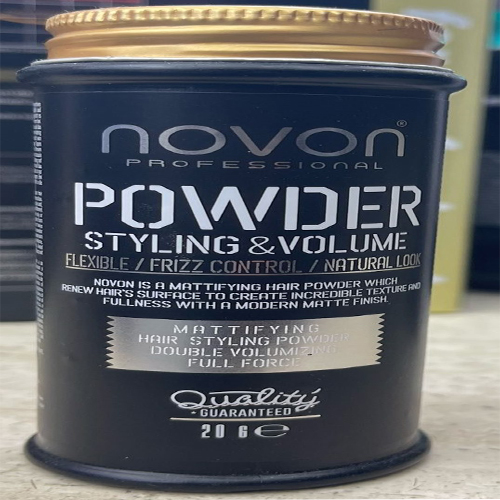 novon®
PROFESSIONAL
POWDER
STYLING & VOLUME
FLEXIBLE / FRIZZ CONTROL / NATURAL LOOK
NOVON IS A MATTIFYING HAIR POWDER WHICH
RENEW HAIR'S SURFACE TO CREATE INCREDIBLE TEXTURE AND
FULLNESS WITH A MODERN MATTE FINISH.
MATTIFYING
HAIR STYLING POWDER
DOUBLE VOLUMIZING
FULL FORCE
Quality
GUARANTEED
20 G ℮